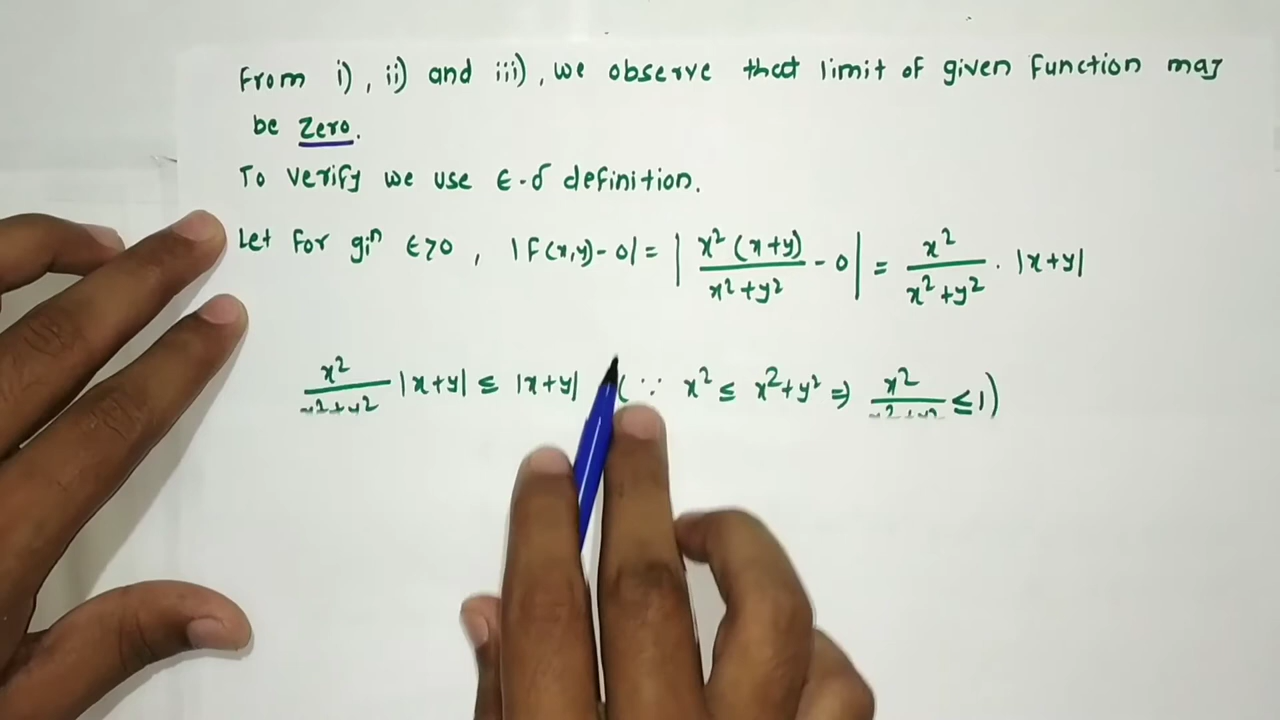 From i), ii) and iii), we observe that limit of given function may
be Zero.
To verify we use ϵ-δ definition.
Let for giⁿ ϵ>0, |f(x,y)-0| = | x²(x+y)/x²+y² - 0| = x²/x²+y² · |x+y|
x²/x²+y² |x+y| ≤ |x+y| (∵ x² ≤ x²+y² ⇒ x²/x²+y² ≤ 1)